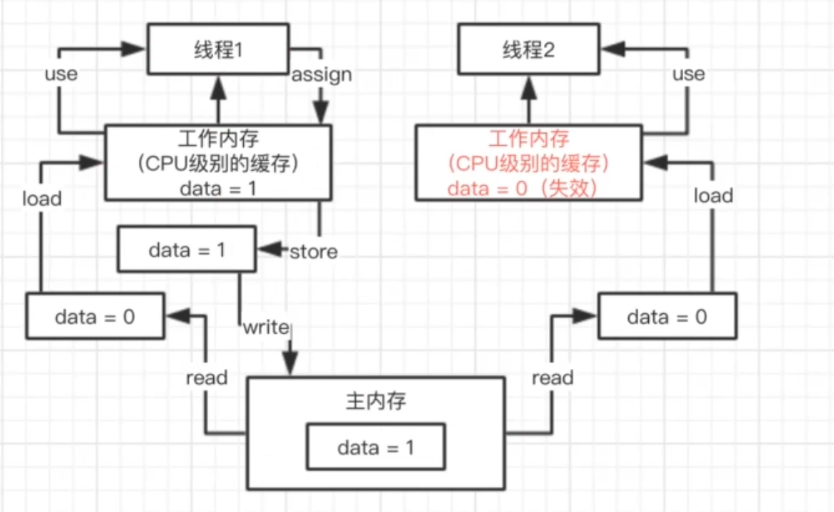 线程1
线程2
use
assign
use
工作内存
（CPU级别的缓存）
data = 1
工作内存
（CPU级别的缓存）
data = 0（失效）
load
load
data = 1
store
data = 0
write
data = 0
read
read
主内存
data = 1